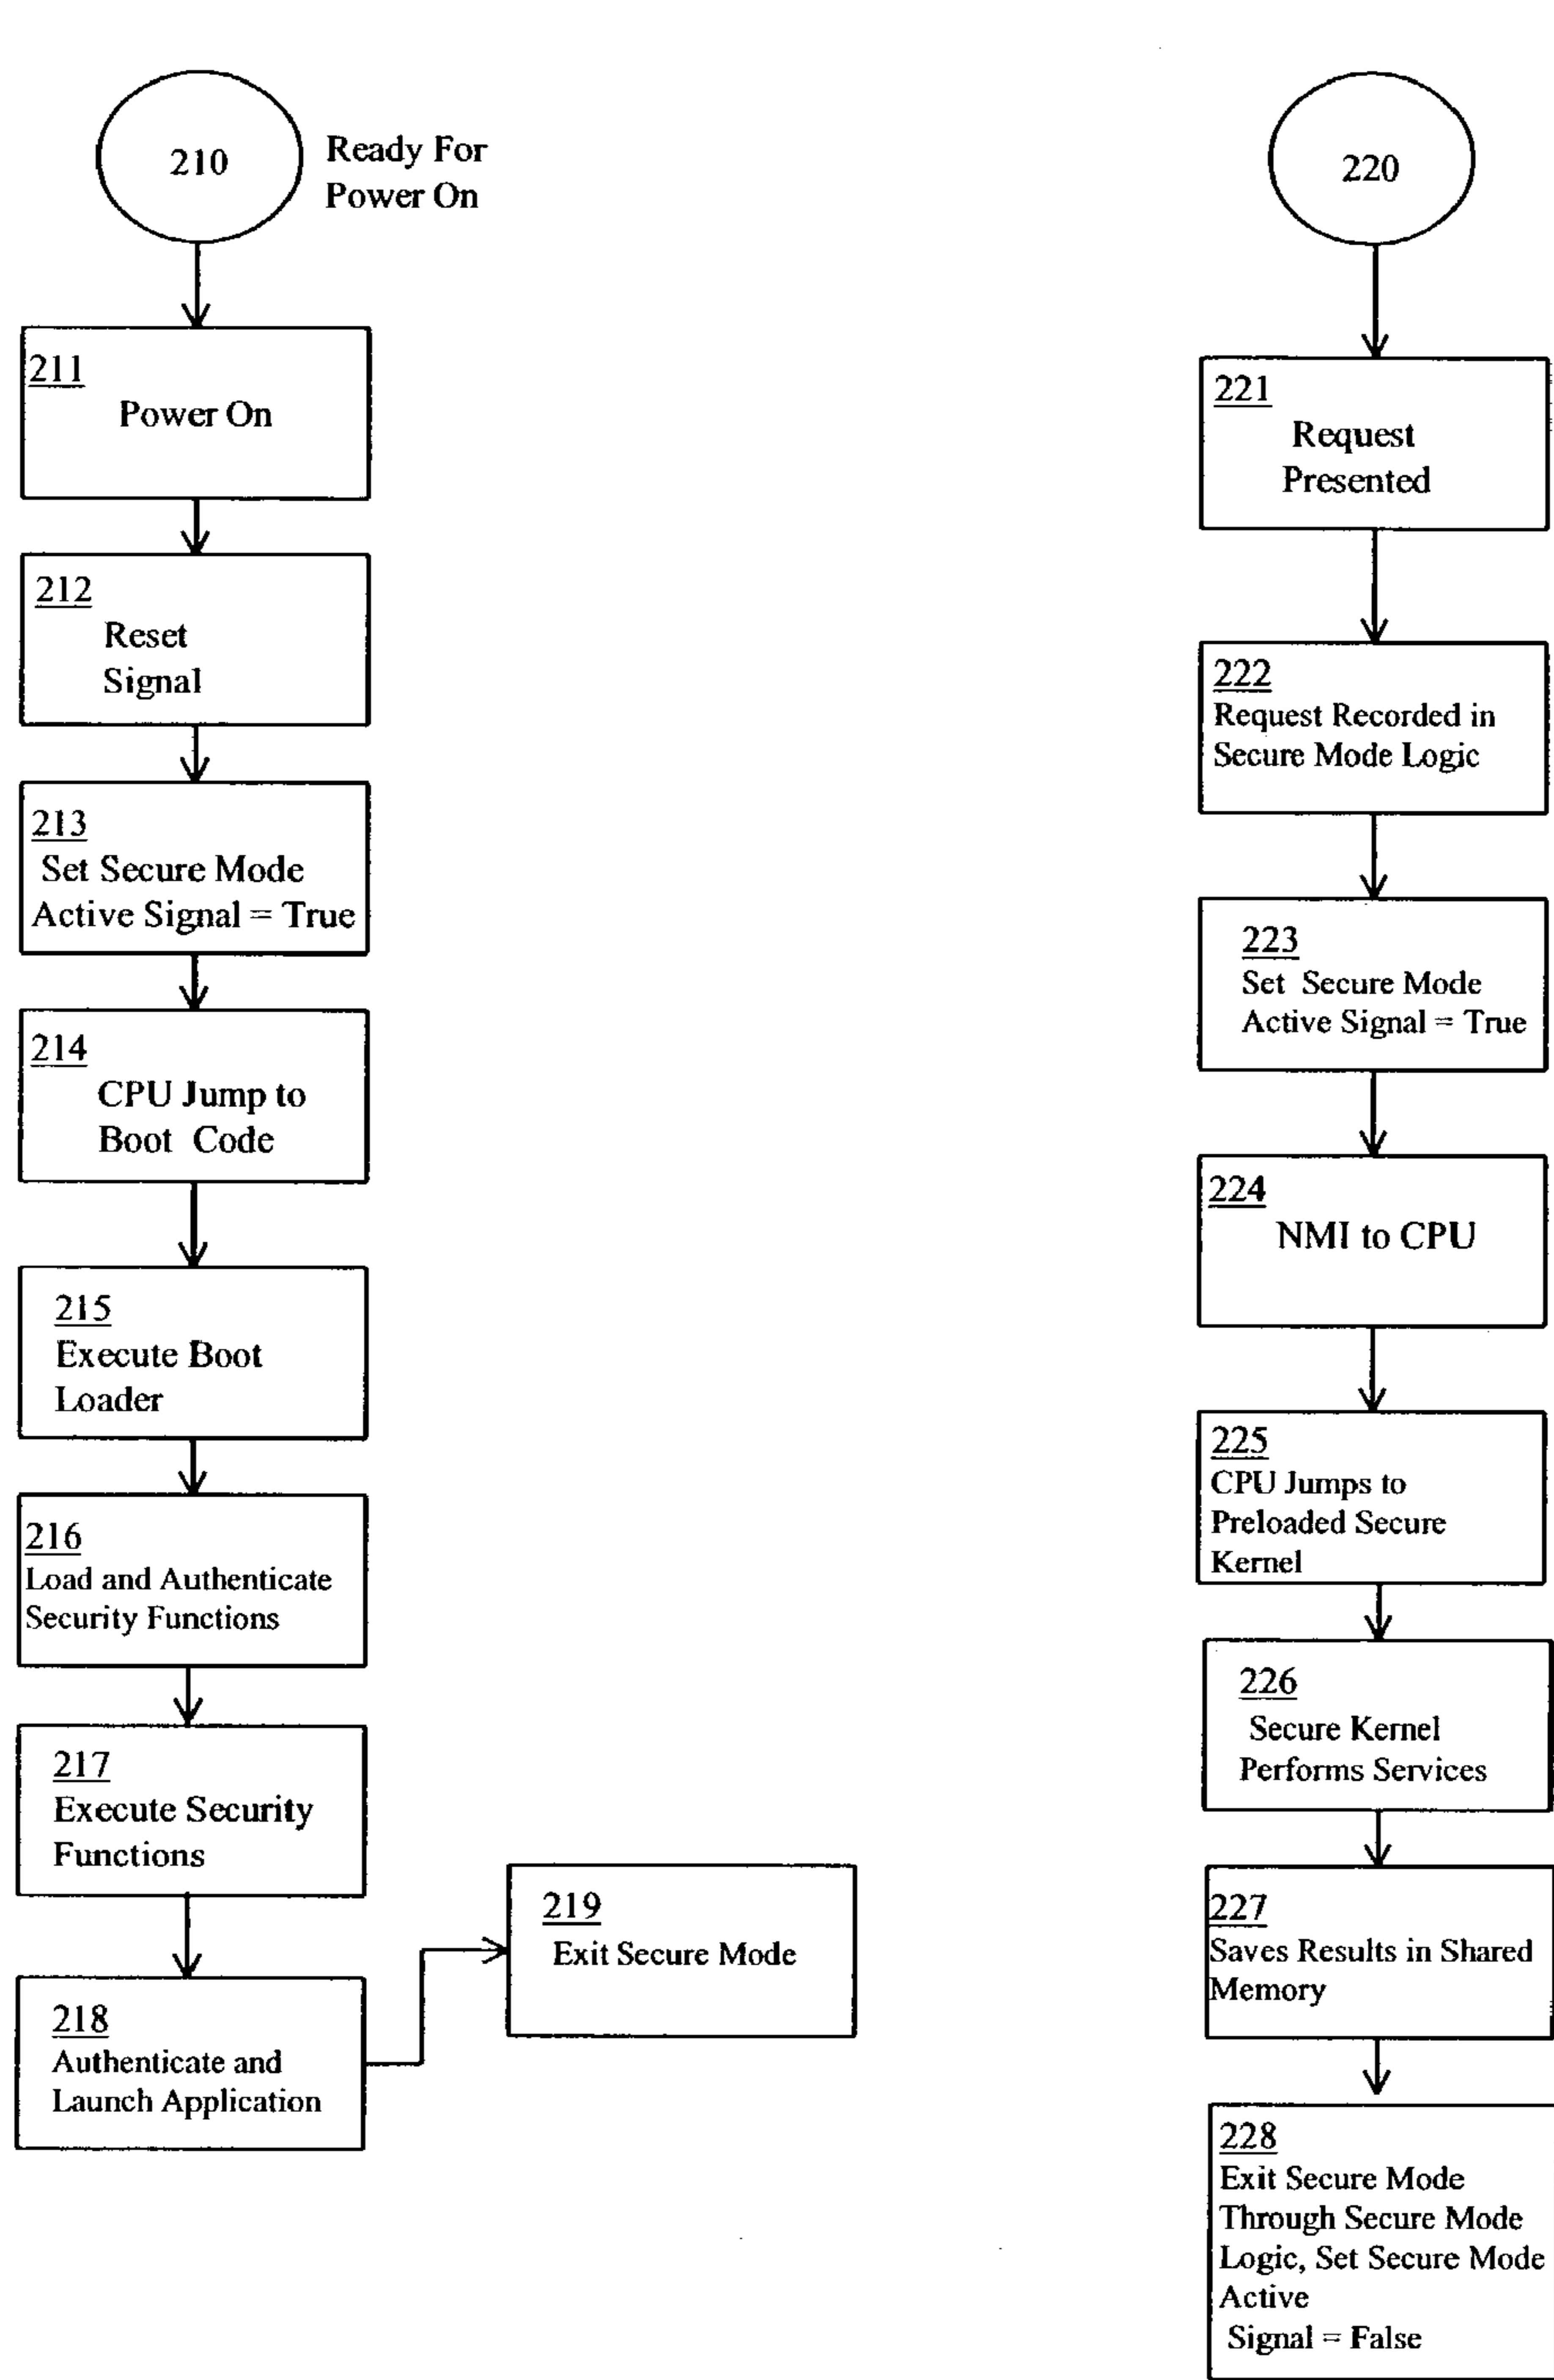 210
Ready For
Power On
211
Power On
212
Reset
Signal
213
Set Secure Mode
Active Signal = True
214
CPU Jump to
Boot Code
215
Execute Boot
Loader
216
Load and Authenticate
Security Functions
217
Execute Security
Functions
218
Authenticate and
Launch Application
219
Exit Secure Mode
220
221
Request
Presented
222
Request Recorded in
Secure Mode Logic
223
Set Secure Mode
Active Signal = True
224
NMI to CPU
225
CPU Jumps to
Preloaded Secure
Kernel
226
Secure Kernel
Performs Services
227
Saves Results in Shared
Memory
228
Exit Secure Mode
Through Secure Mode
Logic, Set Secure Mode
Active
Signal = False